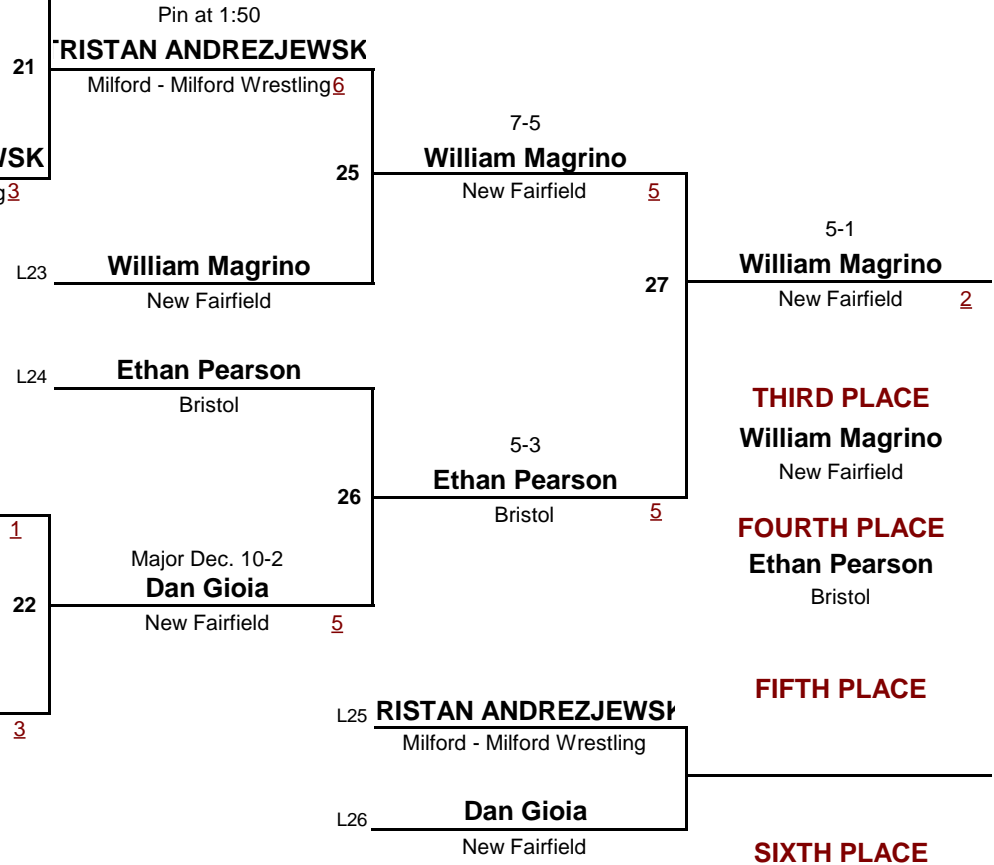 Pin at 1:50
TRISTAN ANDREZJEWSK
21
Milford - Milford Wrestling 6
7-5
WSK
25
William Magrino
g 3
New Fairfield 5
5-1
L23
William Magrino
William Magrino
27
New Fairfield
New Fairfield 2
L24
Ethan Pearson
THIRD PLACE
Bristol
William Magrino
5-3
New Fairfield
Ethan Pearson
26
Bristol 5
1
FOURTH PLACE
Major Dec. 10-2
Ethan Pearson
Dan Gioia
Bristol
22
New Fairfield 5
FIFTH PLACE
L25
RISTAN ANDREZJEWSK
3
Milford - Milford Wrestling
L26
Dan Gioia
New Fairfield
SIXTH PLACE